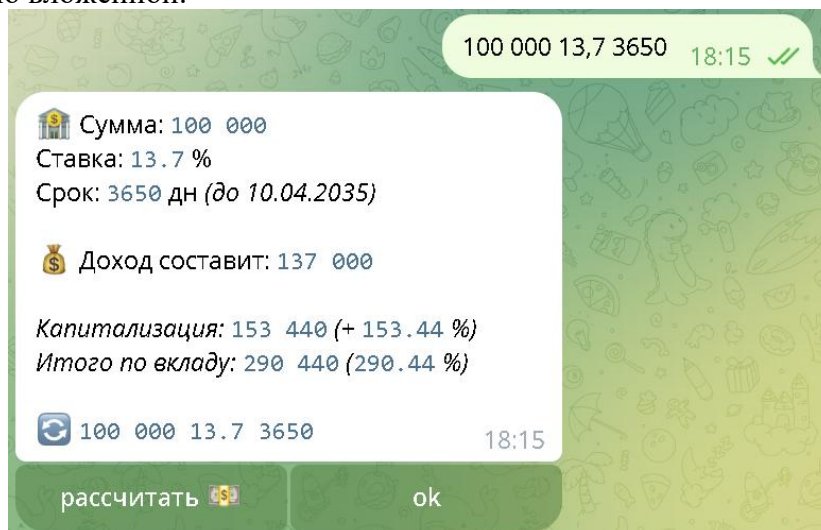 100 000 13,7 3650 18:15
Сумма: 100 000
Ставка: 13.7 %
Срок: 3650 дн (до 10.04.2035)
Доход составит: 137 000
Капитализация: 153 440 (+ 153.44 %)
Итого по вкладу: 290 440 (290.44 %)
100 000 13.7 3650
18:15
рассчитать
ok